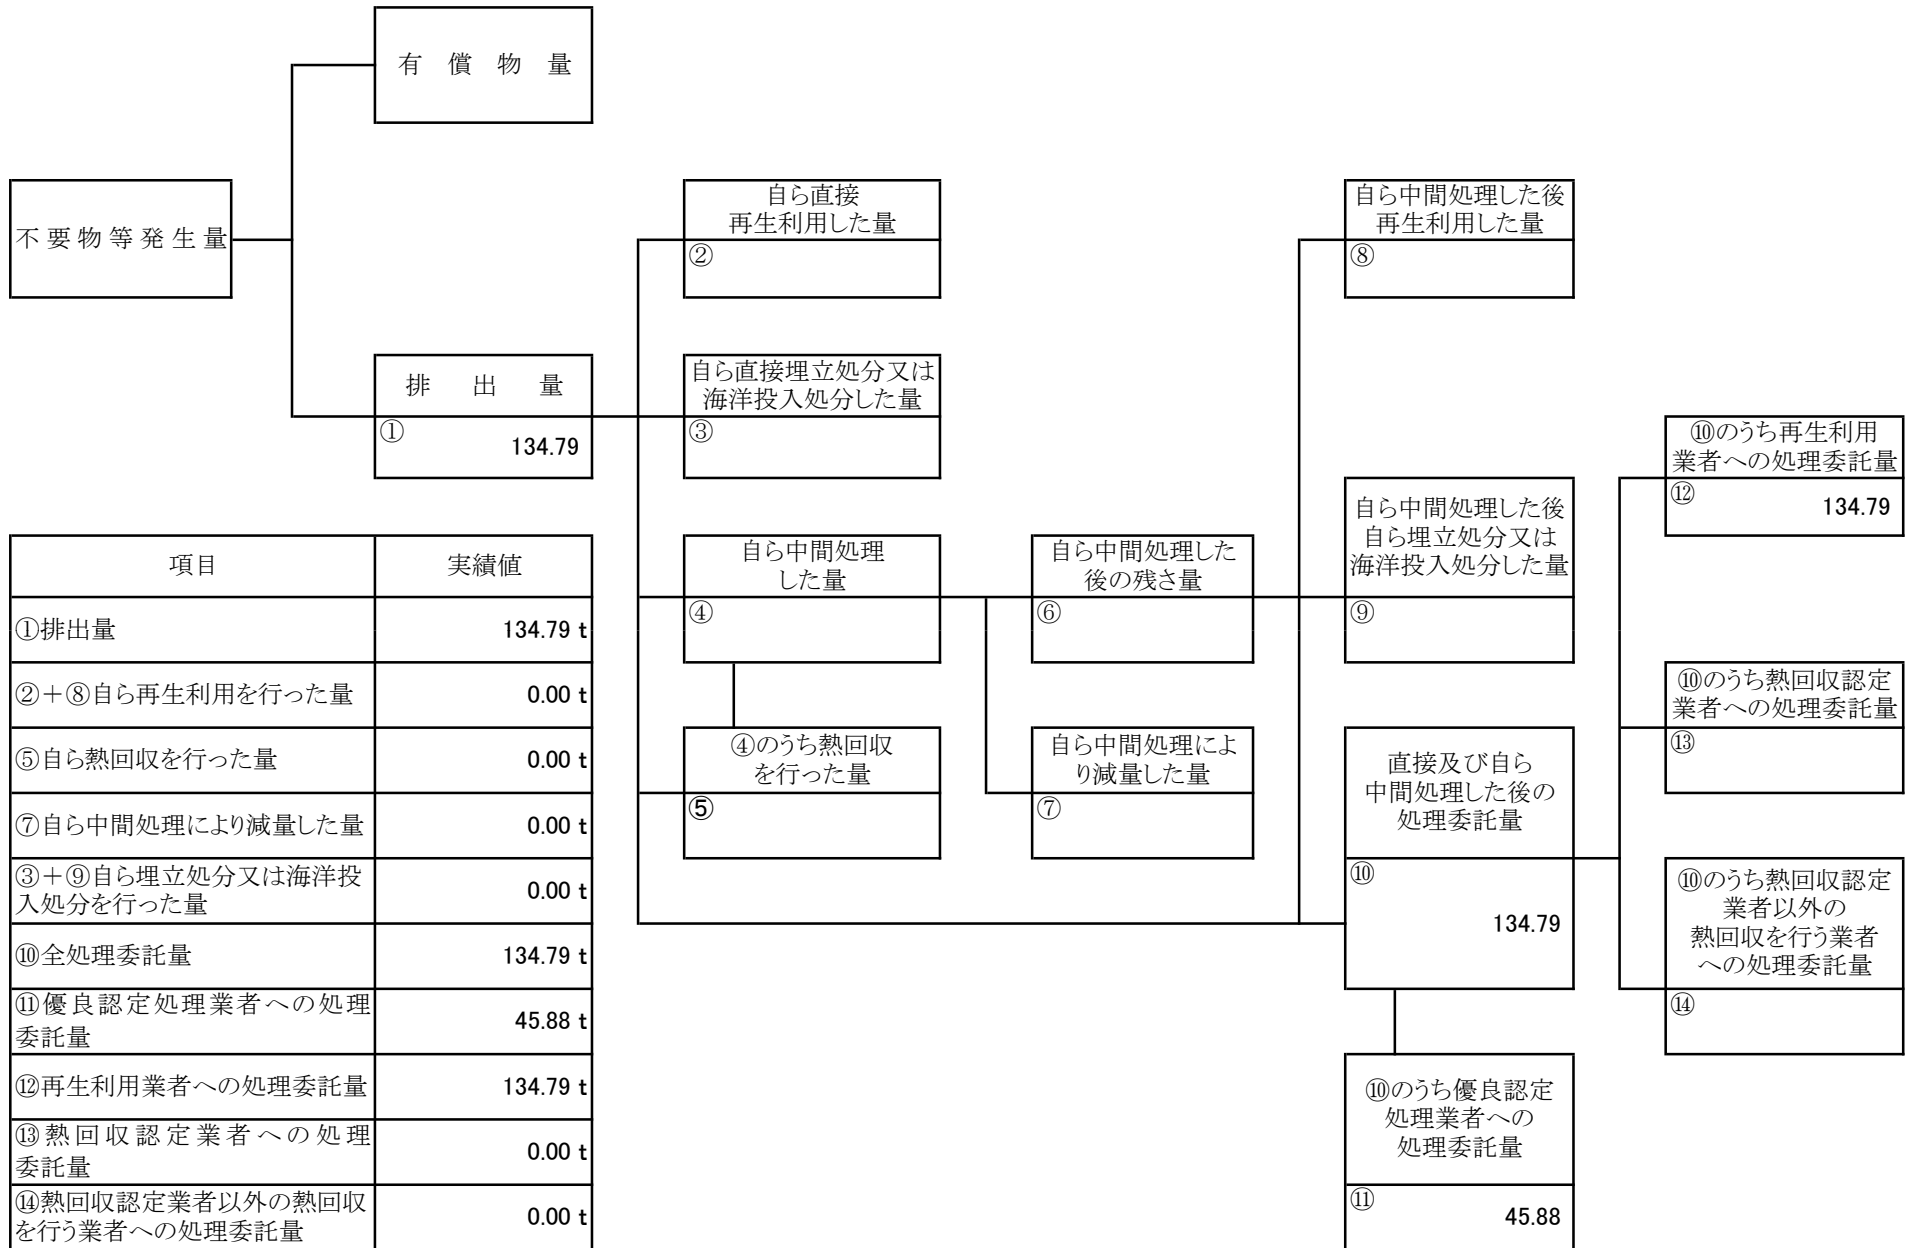 有償物量
不要物等発生量
自ら直接
再生利用した量
②
自ら中間処理した後
再生利用した量
⑧
排出量
① 134.79
自ら直接埋立処分又は
海洋投入処分した量
③
⑩のうち再生利用
業者への処理委託量
⑫ 134.79
自ら中間処理
した量
④
自ら中間処理した
後の残さ量
⑥
自ら中間処理した後
自ら埋立処分又は
海洋投入処分した量
⑨
⑩のうち熱回収認定
業者への処理委託量
⑬
④のうち熱回収
を行った量
⑤
自ら中間処理によ
り減量した量
⑦
直接及び自ら
中間処理した後の
処理委託量
⑩
134.79
⑩のうち熱回収認定
業者以外の
熱回収を行う業者
への処理委託量
⑭
⑩のうち優良認定
処理業者への
処理委託量
⑪ 45.88
項目 実績値
①排出量 134.79 t
②＋⑧自ら再生利用を行った量 0.00 t
⑤自ら熱回収を行った量 0.00 t
⑦自ら中間処理により減量した量 0.00 t
③＋⑨自ら埋立処分又は海洋投
入処分を行った量 0.00 t
⑩全処理委託量 134.79 t
⑪優良認定処理業者への処理
委託量 45.88 t
⑫再生利用業者への処理委託量 134.79 t
⑬熱回収認定業者への処理
委託量 0.00 t
⑭熱回収認定業者以外の熱回収
を行う業者への処理委託量 0.00 t